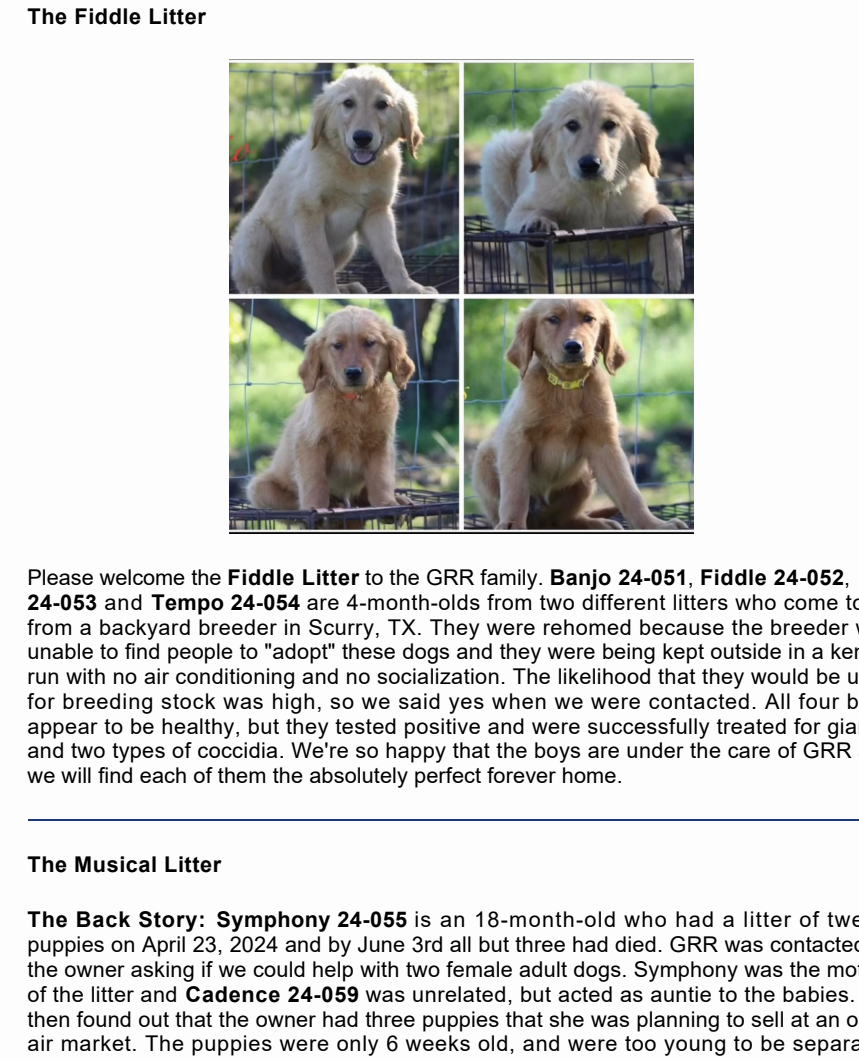 The Fiddle Litter
Please welcome the Fiddle Litter to the GRR family. Banjo 24-051, Fiddle 24-052,
24-053 and Tempo 24-054 are 4-month-olds from two different litters who come to
from a backyard breeder in Scurry, TX. They were rehomed because the breeder
unable to find people to "adopt" these dogs and they were being kept outside in a
run with no air conditioning and no socialization. The likelihood that they would be
for breeding stock was high, so we said yes when we were contacted. All four
appear to be healthy, but they tested positive and were successfully treated for
and two types of coccidia. We're so happy that the boys are under the care of GRR
we will find each of them the absolutely perfect forever home.
The Musical Litter
The Back Story: Symphony 24-055 is an 18-month-old who had a litter of
puppies on April 23, 2024 and by June 3rd all but three had died. GRR was contacted
the owner asking if we could help with two female adult dogs. Symphony was the
of the litter and Cadence 24-059 was unrelated, but acted as auntie to the babies.
then found out that the owner had three puppies that she was planning to sell at an
air market. The puppies were only 6 weeks old, and were too young to be